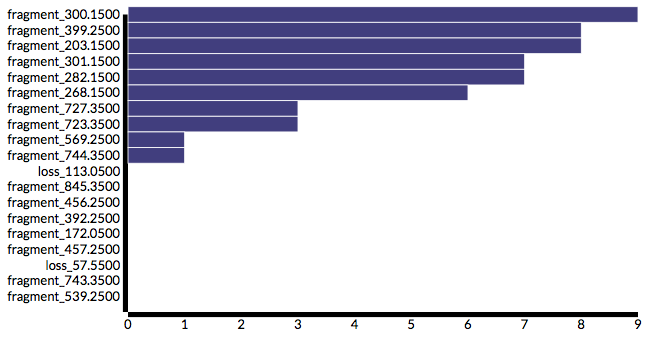 fragment_300.1500
fragment_399.2500
fragment_203.1500
fragment_301.1500
fragment_282.1500
fragment_268.1500
fragment_727.3500
fragment_723.3500
fragment_569.2500
fragment_744.3500
loss_113.0500
fragment_845.3500
fragment_456.2500
fragment_392.2500
fragment_172.0500
fragment_457.2500
loss_57.5500
fragment_743.3500
fragment_539.2500
0 1 2 3 4 5 6 7 8 9